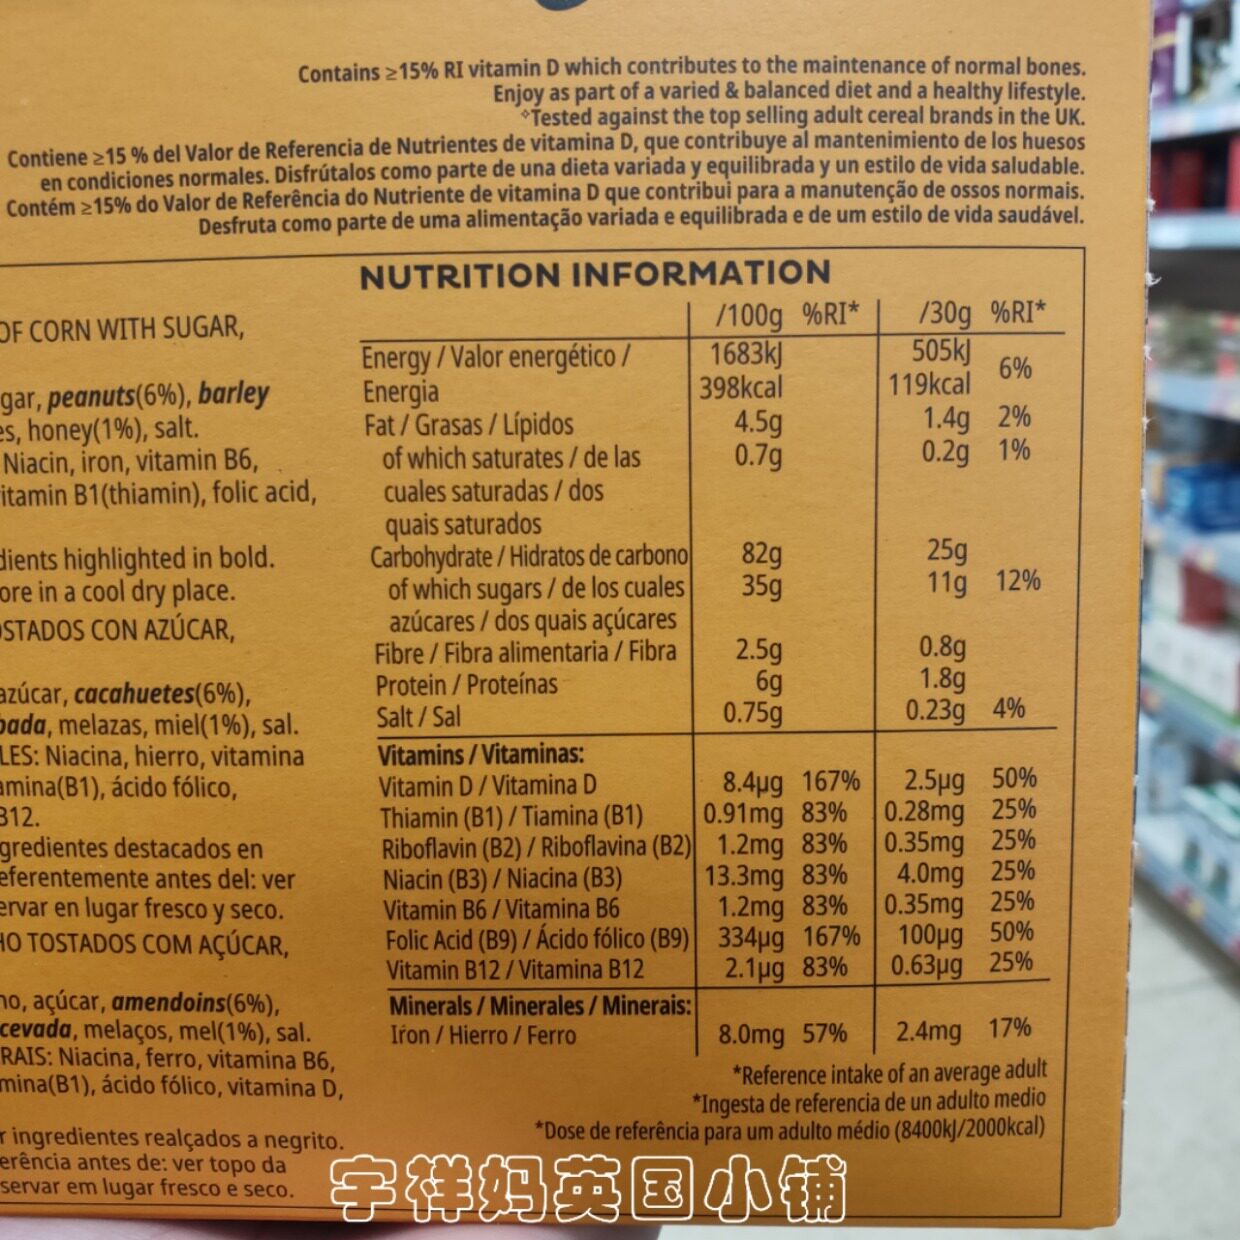 Contains ≥15% RI vitamin D which contributes to the maintenance of normal bones.
Enjoy as part of a varied & balanced diet and a healthy lifestyle.
⟡Tested against the top selling adult cereal brands in the UK.
Contiene ≥15 % del Valor de Referencia de Nutrientes de vitamina D, que contribuye al mantenimiento de los huesos
en condiciones normales. Disfrútalos como parte de una dieta variada y equilibrada y un estilo de vida saludable.
Contém ≥15% do Valor de Referência do Nutriente de vitamina D que contribui para a manutenção de ossos normais.
Desfruta como parte de uma alimentação variada e equilibrada e de um estilo de vida saudável.
OF CORN WITH SUGAR,
gar, peanuts(6%), barley
es, honey(1%), salt.
Niacin, iron, vitamin B6,
itamin B1(thiamin), folic acid,
dients highlighted in bold.
ore in a cool dry place.
OSTADOS CON AZÚCAR,
azúcar, cacahuetes(6%),
bada, melazas, miel(1%), sal.
LES: Niacina, hierro, vitamina
amina(B1), ácido fólico,
B12.
gredientes destacados en
eferentemente antes del: ver
ervar en lugar fresco y seco.
HO TOSTADOS COM AÇÚCAR,
ho, açúcar, amendoins(6%),
cevada, melaços, mel(1%), sal.
RAIS: Niacina, ferro, vitamina B6,
mina(B1), ácido fólico, vitamina D,
r ingredientes realçados a negrito.
erência antes de: ver topo da
servar em lugar fresco e seco.
NUTRITION INFORMATION
/100g %RI* /30g %RI*
Energy / Valor energético / 1683kJ 505kJ
Energia 398kcal 119kcal 6%
Fat / Grasas / Lípidos 4.5g 1.4g 2%
of which saturates / de las 0.7g 0.2g 1%
cuales saturadas / dos
quais saturados
Carbohydrate / Hidratos de carbono 82g 25g
of which sugars / de los cuales 35g 11g 12%
azúcares / dos quais açúcares
Fibre / Fibra alimentaria / Fibra 2.5g 0.8g
Protein / Proteínas 6g 1.8g
Salt / Sal 0.75g 0.23g 4%
Vitamins / Vitaminas:
Vitamin D / Vitamina D 8.4µg 167% 2.5µg 50%
Thiamin (B1) / Tiamina (B1) 0.91mg 83% 0.28mg 25%
Riboflavin (B2) / Riboflavina (B2) 1.2mg 83% 0.35mg 25%
Niacin (B3) / Niacina (B3) 13.3mg 83% 4.0mg 25%
Vitamin B6 / Vitamina B6 1.2mg 83% 0.35mg 25%
Folic Acid (B9) / Ácido fólico (B9) 334µg 167% 100µg 50%
Vitamin B12 / Vitamina B12 2.1µg 83% 0.63µg 25%
Minerals / Minerales / Minerais:
Iron / Hierro / Ferro 8.0mg 57% 2.4mg 17%
*Reference intake of an average adult
*Ingesta de referencia de un adulto medio
*Dose de referência para um adulto médio (8400kJ/2000kcal)
宇祥妈英国小铺